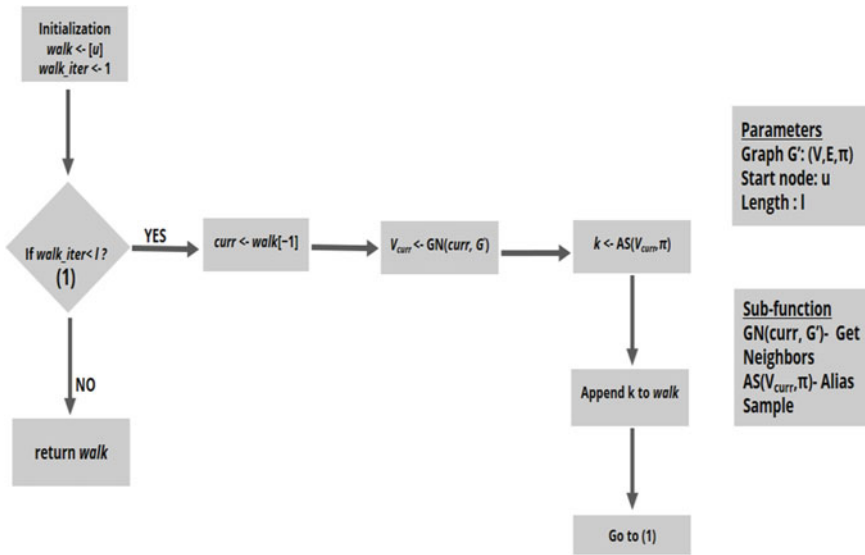 Initialization
walk <- [u]
walk_iter <- 1
If walk_iter< l ?
(1)
YES
curr <- walk[−1]
Vcurr <- GN(curr, G')
k <- AS(Vcurr,π)
Append k to walk
Go to (1)
NO
return walk
Parameters
Graph G': (V,E,π)
Start node: u
Length : l
Sub-function
GN(curr, G')- Get
Neighbors
AS(Vcurr,π)- Alias
Sample